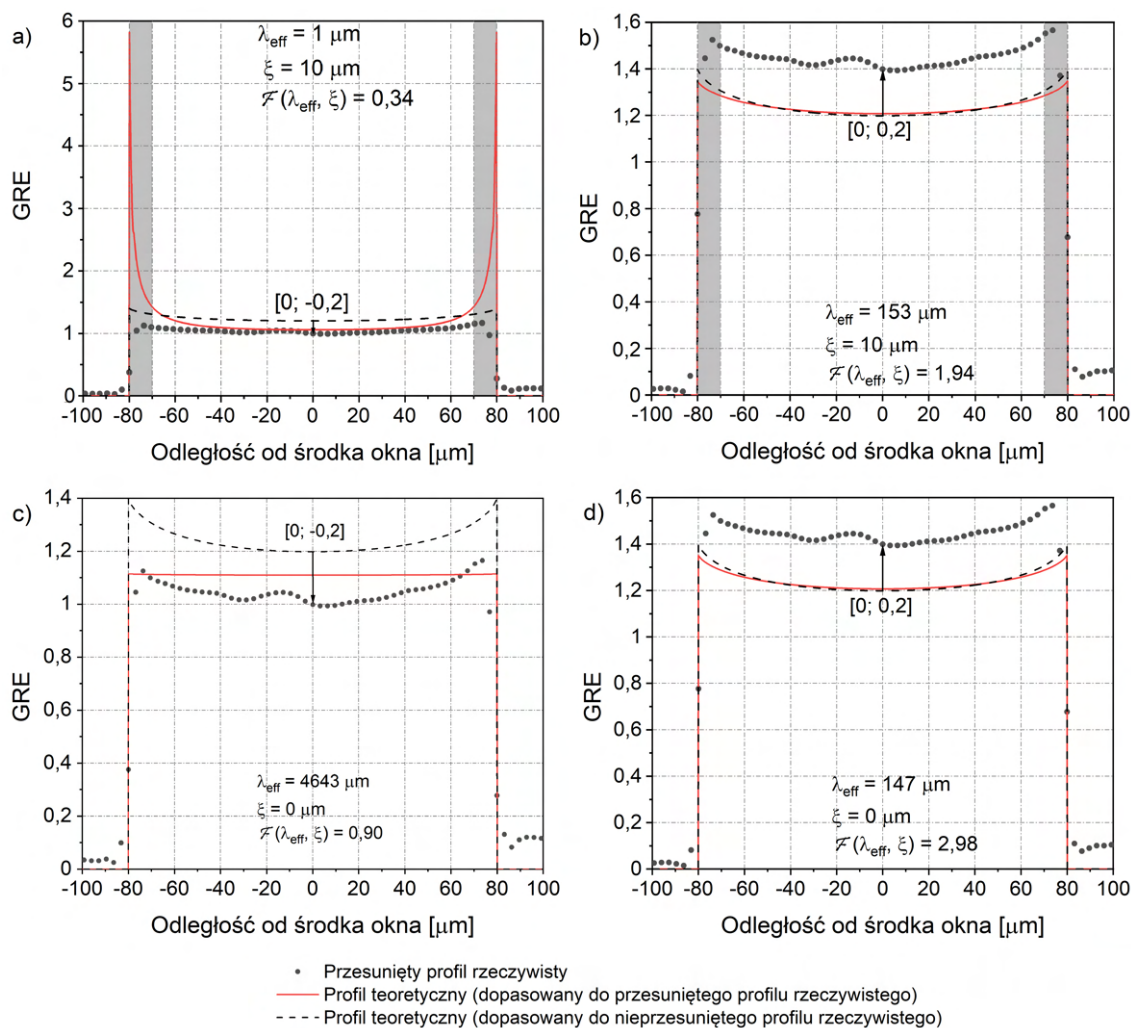 a)
λeff = 1 μm
ξ = 10 μm
ℱ(λeff, ξ) = 0,34
[0; -0,2]
6
5
4
3
2
1
0
GRE
-100 -80 -60 -40 -20 0 20 40 60 80 100
Odległość od środka okna [μm]
b)
1,6
1,4
1,2
1
0,8
0,6
0,4
0,2
0
GRE
[0; 0,2]
λeff = 153 μm
ξ = 10 μm
ℱ(λeff, ξ) = 1,94
-100 -80 -60 -40 -20 0 20 40 60 80 100
Odległość od środka okna [μm]
c)
1,4
1,2
1
0,8
0,6
0,4
0,2
0
GRE
[0; -0,2]
λeff = 4643 μm
ξ = 0 μm
ℱ(λeff, ξ) = 0,90
-100 -80 -60 -40 -20 0 20 40 60 80 100
Odległość od środka okna [μm]
d)
1,6
1,4
1,2
1
0,8
0,6
0,4
0,2
0
GRE
[0; 0,2]
λeff = 147 μm
ξ = 0 μm
ℱ(λeff, ξ) = 2,98
-100 -80 -60 -40 -20 0 20 40 60 80 100
Odległość od środka okna [μm]
Przesunięty profil rzeczywisty
Profil teoretyczny (dopasowany do przesuniętego profilu rzeczywistego)
Profil teoretyczny (dopasowany do nieprzesuniętego profilu rzeczywistego)